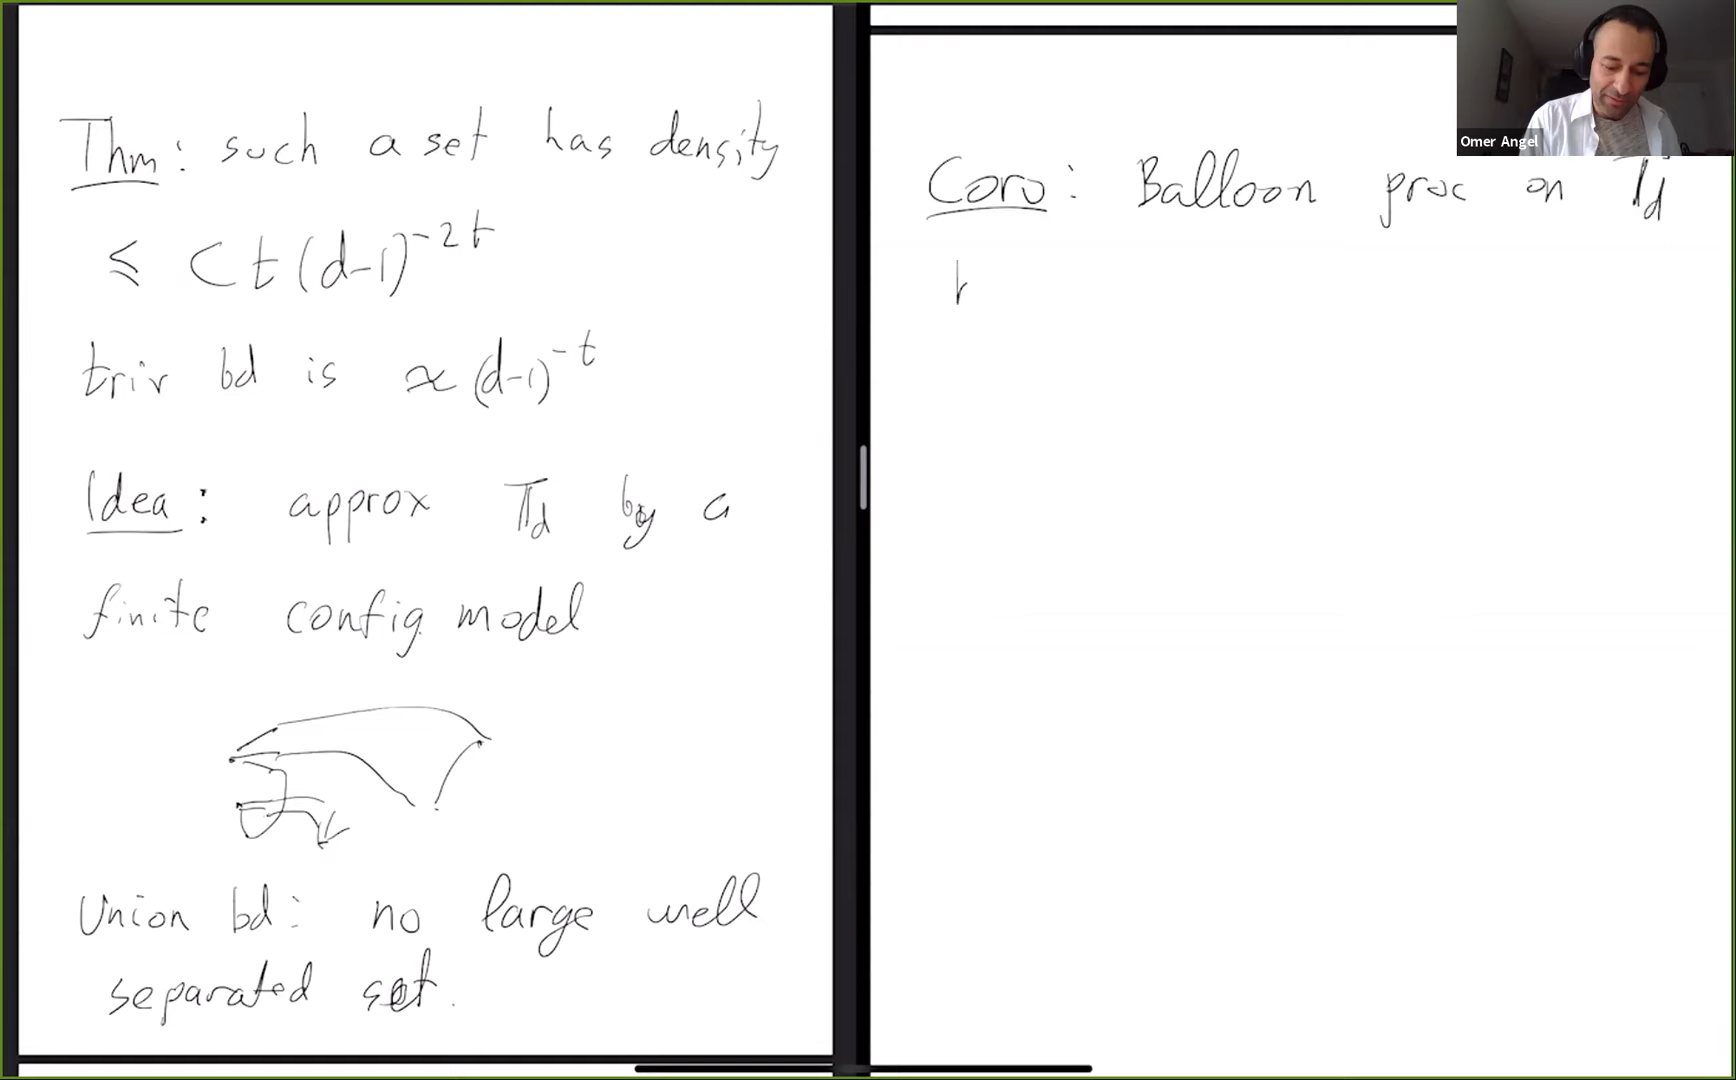 Thm: such a set has density
≤ C t (d-1)^{-2t}
triv bd is ≍ (d-1)^{-t}
Idea: approx T_d by a
finite config model
Union bd: no large well
separated set.
Omer Angel
Coro: Balloon proc on T_d